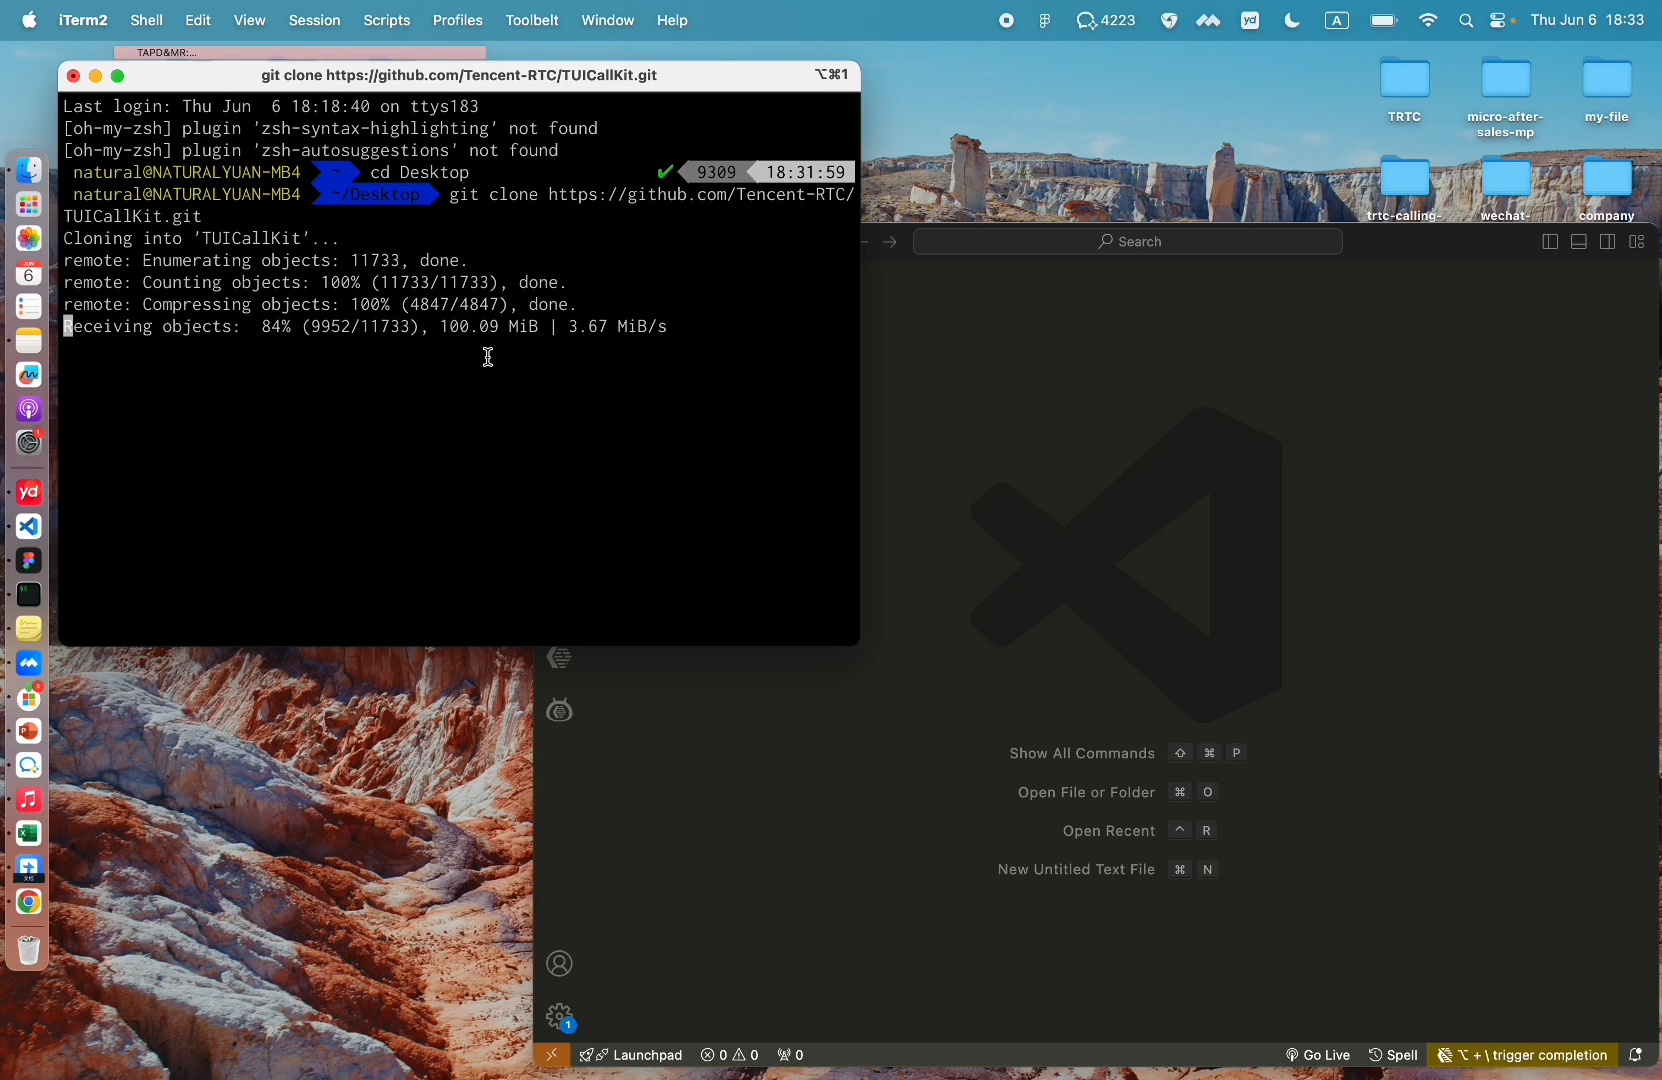 iTerm2 Shell Edit View Session Scripts Profiles Toolbelt Window Help 4223 yd A Thu Jun 6 18:33
TAPD&MR:...
git clone https://github.com/Tencent-RTC/TUICallKit.git ⌥⌘1
Last login: Thu Jun  6 18:18:40 on ttys183
[oh-my-zsh] plugin 'zsh-syntax-highlighting' not found
[oh-my-zsh] plugin 'zsh-autosuggestions' not found
natural@NATURALYUAN-MB4 ~ cd Desktop ✔ 9309 18:31:59
natural@NATURALYUAN-MB4 ~/Desktop git clone https://github.com/Tencent-RTC/
TUICallKit.git
Cloning into 'TUICallKit'...
remote: Enumerating objects: 11733, done.
remote: Counting objects: 100% (11733/11733), done.
remote: Compressing objects: 100% (4847/4847), done.
Receiving objects:  84% (9952/11733), 100.09 MiB | 3.67 MiB/s
TRTC
micro-after-
sales-mp
my-file
trtc-calling-
wechat-
company
Search
JUN
6
1
yd
4
P
文档
Show All Commands ⇧ ⌘ P
Open File or Folder ⌘ O
Open Recent ^ R
New Untitled Text File ⌘ N
1
Launchpad 0 0 0 Go Live Spell ⌥ + \ trigger completion